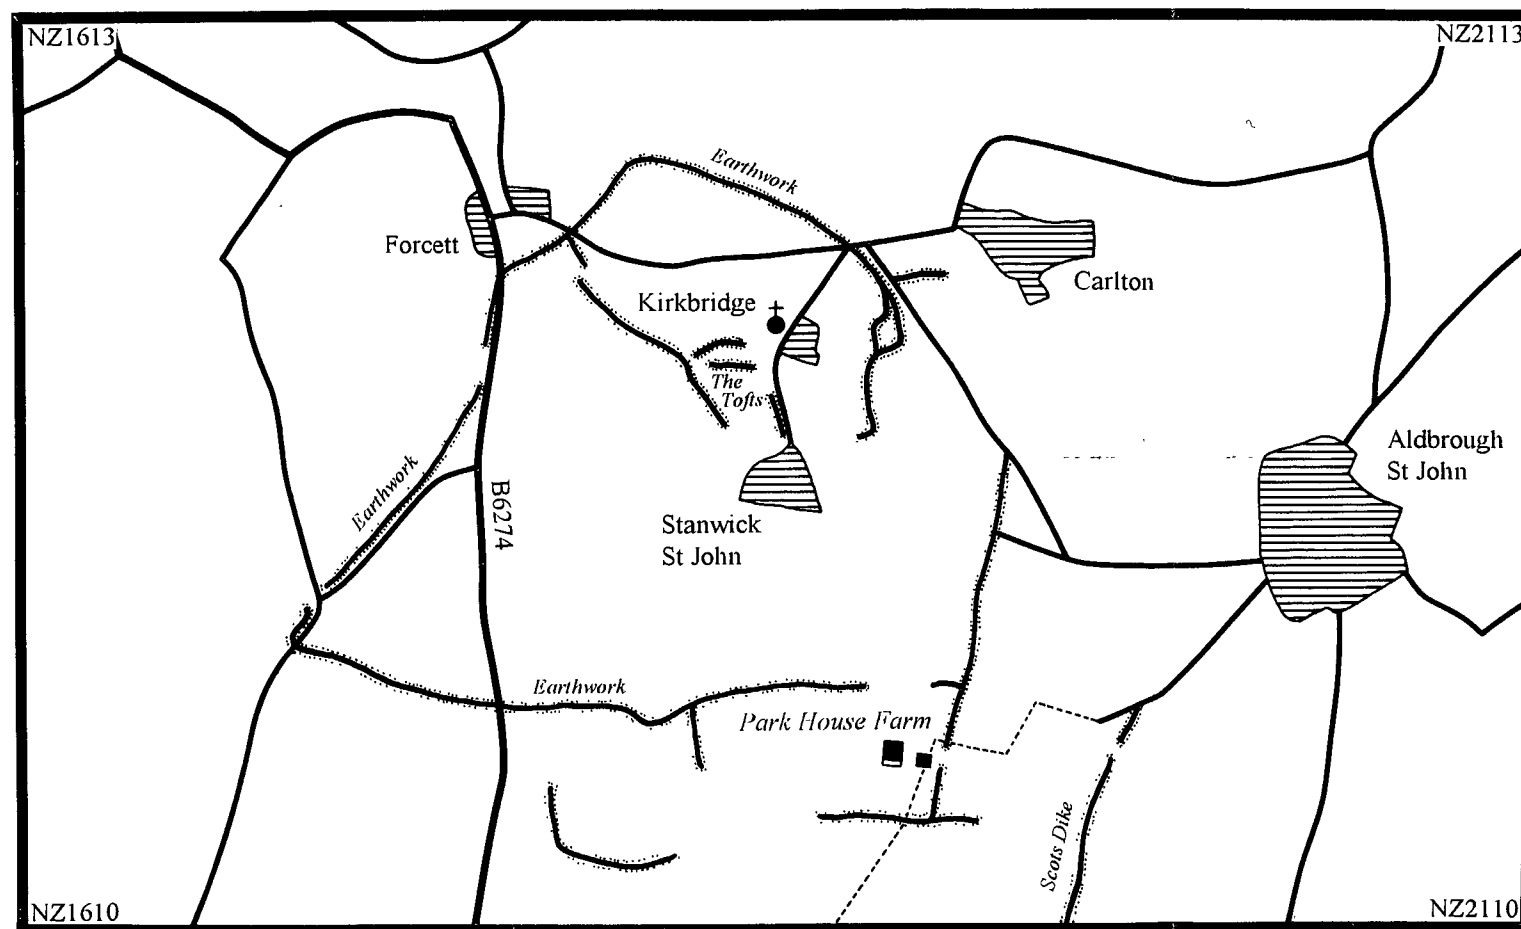 NZ1613
NZ2113
Earthwork
Forcett
Carlton
Kirkbridge
The
Tofts
Aldbrough
St John
Earthwork
B6274
Stanwick
St John
Earthwork
Park House Farm
Scots Dike
NZ1610
NZ2110